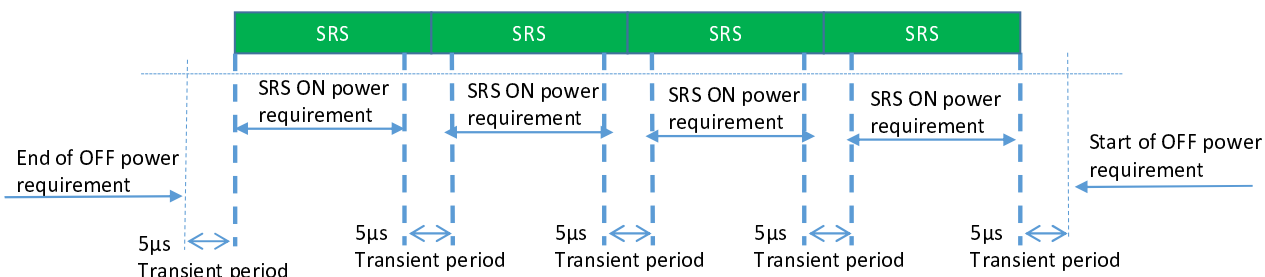 SRS SRS SRS SRS
SRS ON power
requirement
SRS ON power
requirement
SRS ON power
requirement
SRS ON power
requirement
End of OFF power
requirement
Start of OFF power
requirement
5µs
Transient period
5µs
Transient period
5µs
Transient period
5µs
Transient period
5µs
Transient period